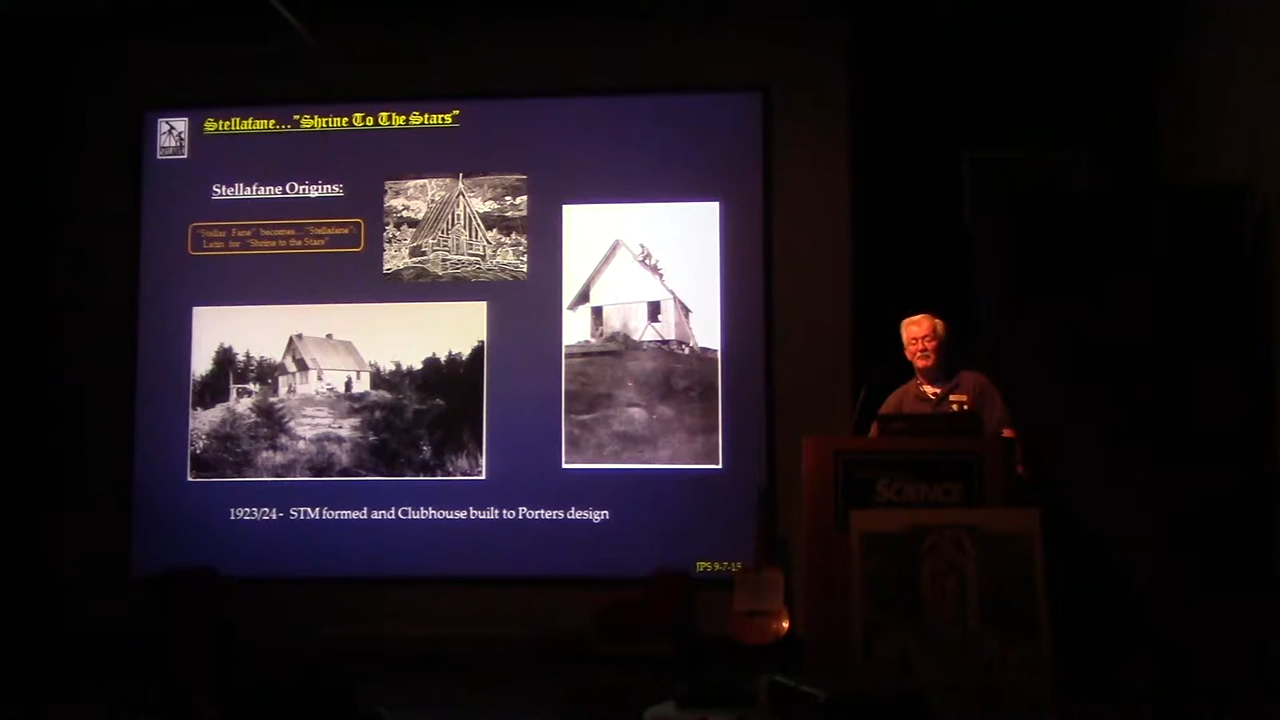 Stellafane..."Shrine To The Stars"
Stellafane Origins:
"Stellar Fane" becomes..."Stellafane":
Latin for "Shrine to the Stars"
1923/24- STM formed and Clubhouse built to Porters design
JPS 9-7-15
SCIENCE